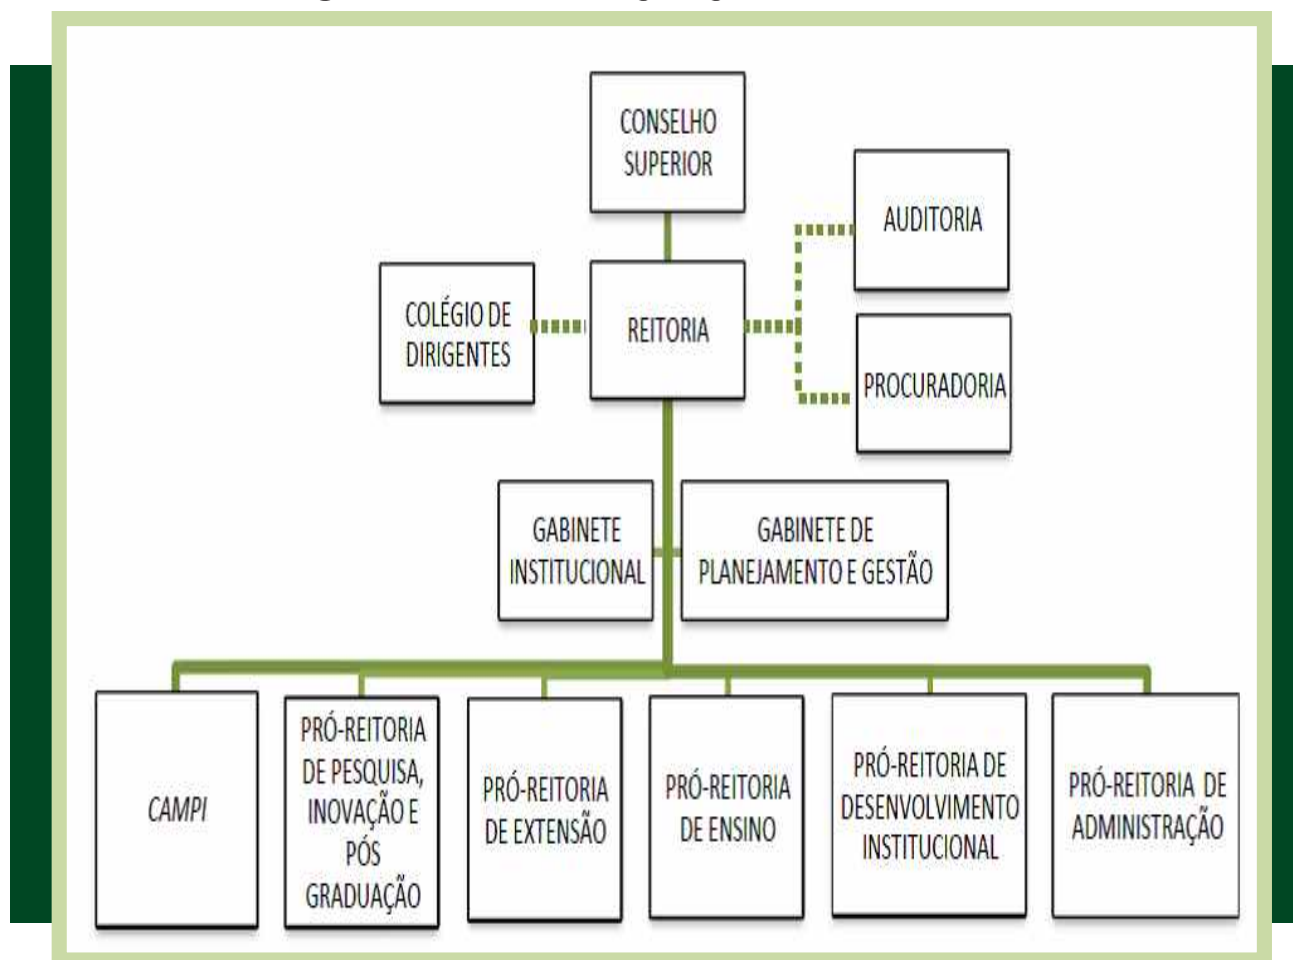 CONSELHO
SUPERIOR
AUDITORIA
COLÉGIO DE
DIRIGENTES
REITORIA
PROCURADORIA
GABINETE
INSTITUCIONAL
GABINETE DE
PLANEJAMENTO E GESTÃO
CAMPI
PRÓ-REITORIA
DE PESQUISA,
INOVAÇÃO E
PÓS
GRADUAÇÃO
PRÓ-REITORIA
DE EXTENSÃO
PRÓ-REITORIA
DE ENSINO
PRÓ-REITORIA DE
DESENVOLVIMENTO
INSTITUCIONAL
PRÓ-REITORIA DE
ADMINISTRAÇÃO